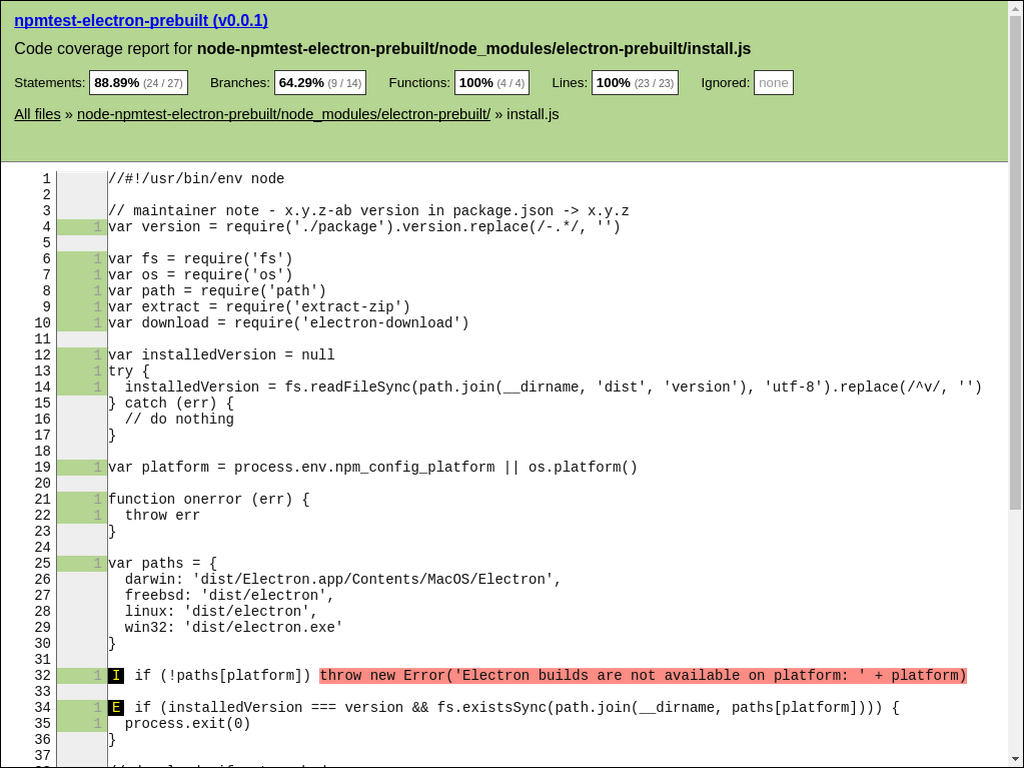 npmtest-electron-prebuilt (v0.0.1)
Code coverage report for node-npmtest-electron-prebuilt/node_modules/electron-prebuilt/install.js
Statements: 88.89% (24 / 27) Branches: 64.29% (9 / 14) Functions: 100% (4 / 4) Lines: 100% (23 / 23) Ignored: none
All files » node-npmtest-electron-prebuilt/node_modules/electron-prebuilt/ » install.js
1 //#!/usr/bin/env node
2
3 // maintainer note - x.y.z-ab version in package.json -> x.y.z
4 1 var version = require('./package').version.replace(/-.*/, '')
5
6 1 var fs = require('fs')
7 1 var os = require('os')
8 1 var path = require('path')
9 1 var extract = require('extract-zip')
10 1 var download = require('electron-download')
11
12 1 var installedVersion = null
13 1 try {
14 1 installedVersion = fs.readFileSync(path.join(__dirname, 'dist', 'version'), 'utf-8').replace(/^v/, '')
15 } catch (err) {
16 // do nothing
17 }
18
19 1 var platform = process.env.npm_config_platform || os.platform()
20
21 1 function onerror (err) {
22 1 throw err
23 }
24
25 1 var paths = {
26 darwin: 'dist/Electron.app/Contents/MacOS/Electron',
27 freebsd: 'dist/electron',
28 linux: 'dist/electron',
29 win32: 'dist/electron.exe'
30 }
31
32 1 I if (!paths[platform]) throw new Error('Electron builds are not available on platform: ' + platform)
33
34 1 E if (installedVersion === version && fs.existsSync(path.join(__dirname, paths[platform]))) {
35 1 process.exit(0)
36 }
37